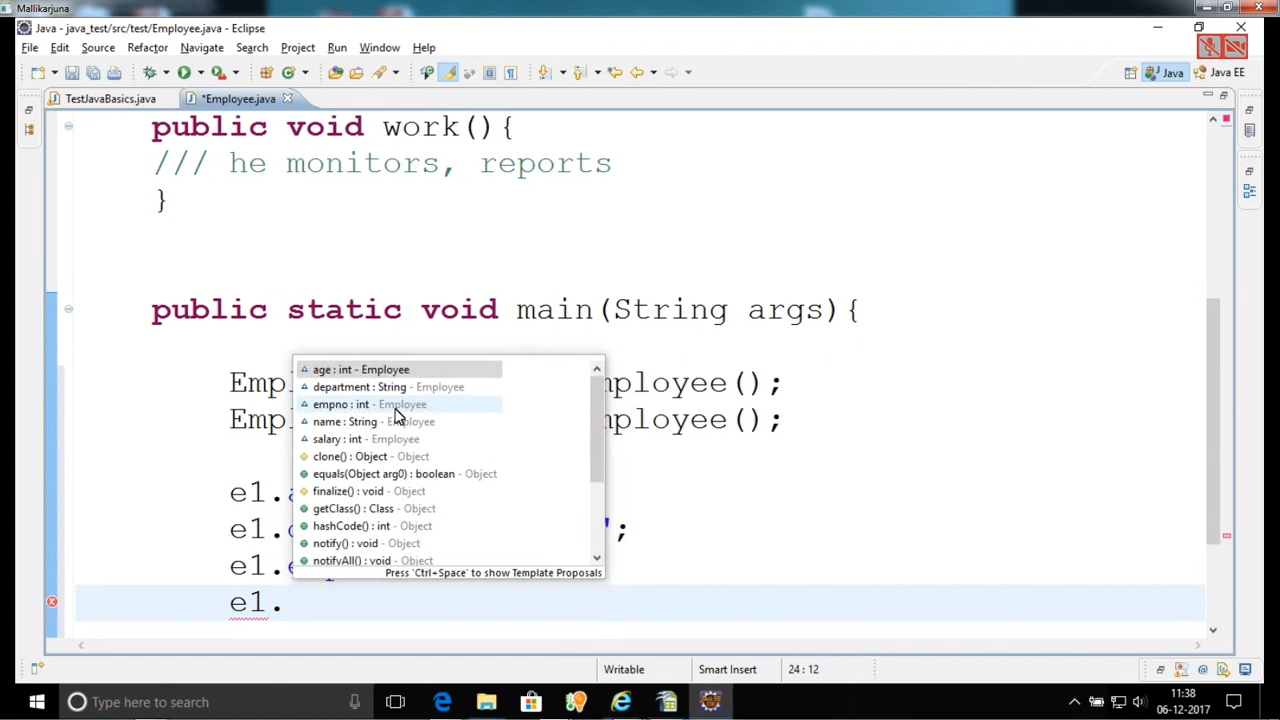 Mallikarjuna
Java - java_test/src/test/Employee.java - Eclipse
File Edit Source Refactor Navigate Search Project Run Window Help
Java Java EE
TestJavaBasics.java *Employee.java
public void work(){
/// he monitors, reports
}
public static void main(String args){
age : int - Employee
department : String - Employee
Empl mployee();
empno : int - Employee
Empl mployee();
name : String - Employee
salary : int - Employee
clone() : Object - Object
equals(Object arg0) : boolean - Object
e1.a
finalize() : void - Object
getClass() : Class - Object
e1. ;
hashCode() : int - Object
notify() : void - Object
e1.
notifyAll() : void - Object
Press 'Ctrl+Space' to show Template Proposals
e1.
Writable Smart Insert 24 : 12
Type here to search
11:38
06-12-2017